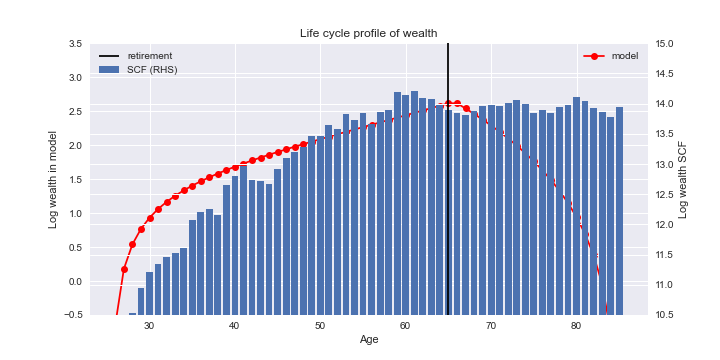 Life cycle profile of wealth
retirement
SCF (RHS)
model
Log wealth in model
3.5
3.0
2.5
2.0
1.5
1.0
0.5
0.0
−0.5
15.0
14.5
14.0
13.5
13.0
12.5
12.0
11.5
11.0
10.5
Log wealth SCF
30 40 50 60 70 80
Age